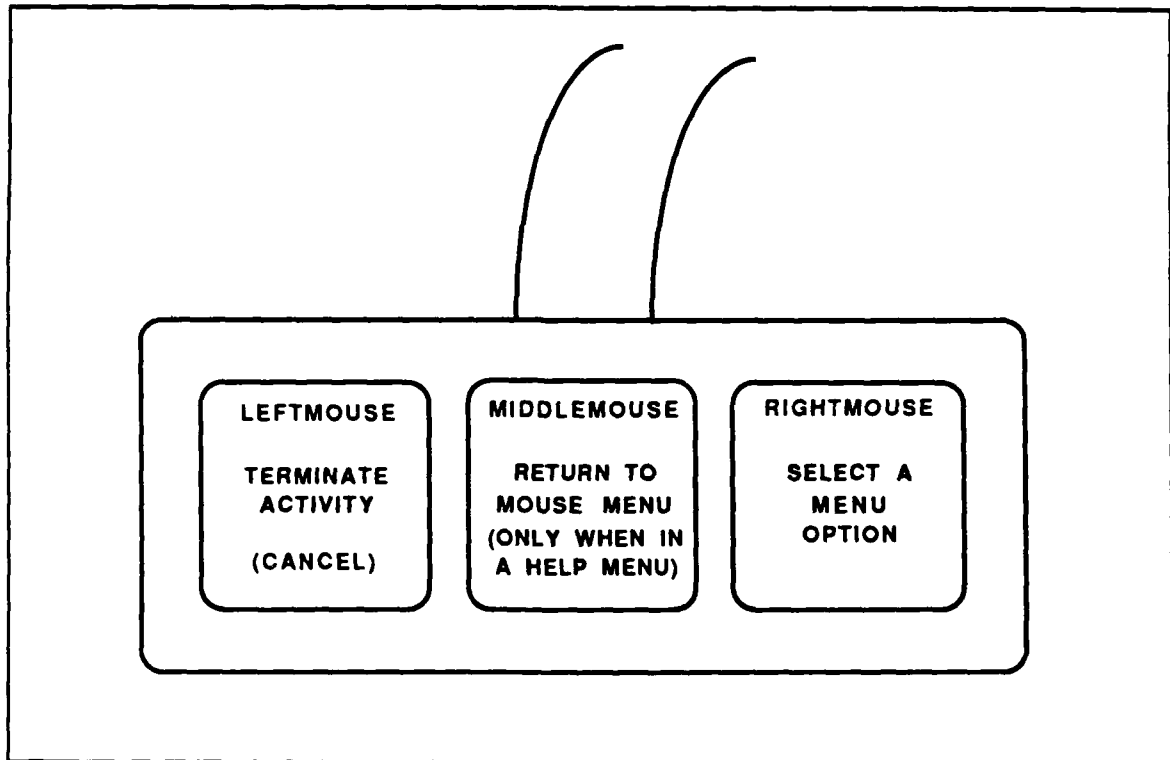 LEFTMOUSE
TERMINATE
ACTIVITY
(CANCEL)
MIDDLEMOUSE
RETURN TO
MOUSE MENU
(ONLY WHEN IN
A HELP MENU)
RIGHTMOUSE
SELECT A
MENU
OPTION